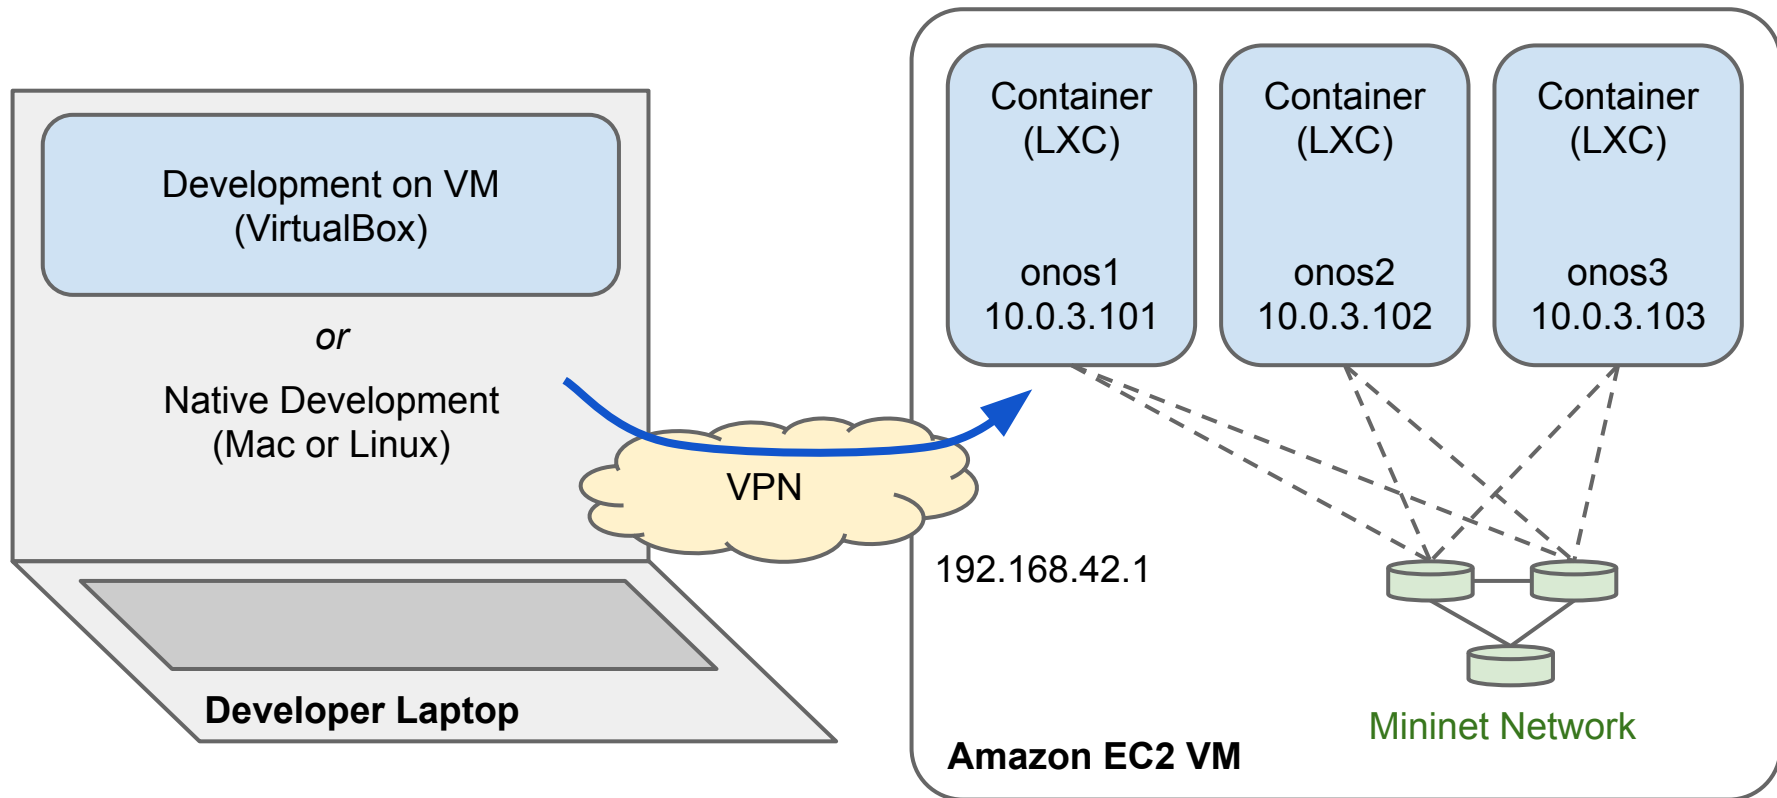 Development on VM
(VirtualBox)
or
Native Development
(Mac or Linux)
Developer Laptop
VPN
Container
(LXC)
onos1
10.0.3.101
Container
(LXC)
onos2
10.0.3.102
Container
(LXC)
onos3
10.0.3.103
192.168.42.1
Mininet Network
Amazon EC2 VM